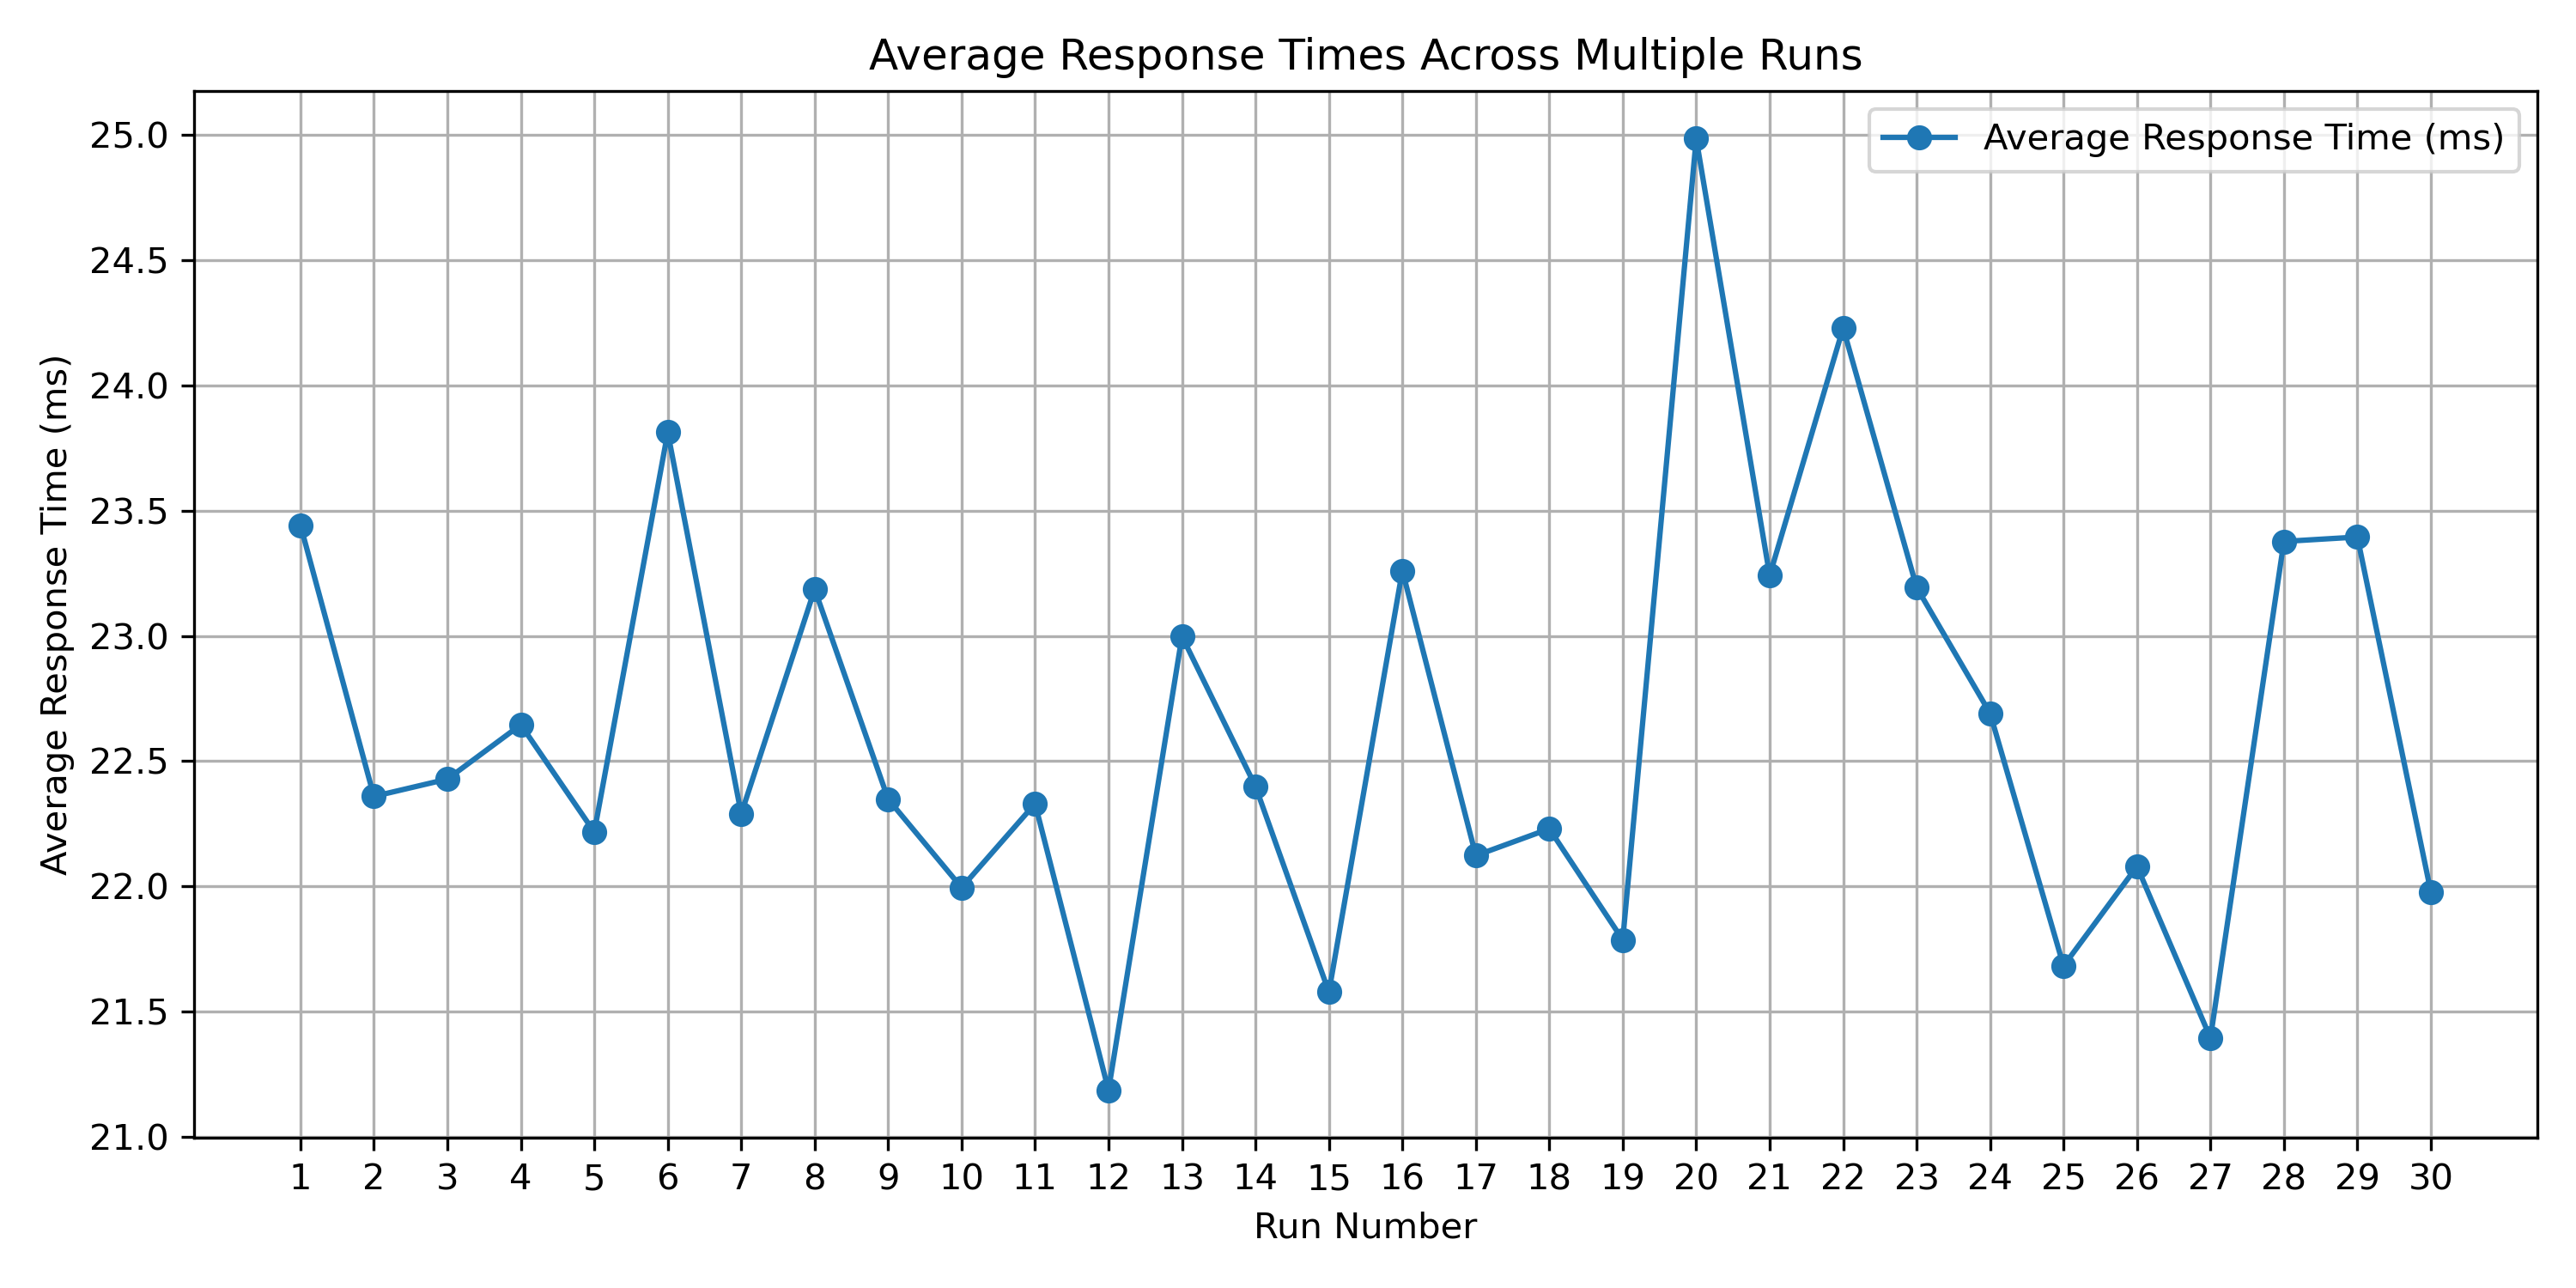 Average Response Times Across Multiple Runs
Average Response Time (ms)
25.0
24.5
24.0
23.5
23.0
22.5
22.0
21.5
21.0
Average Response Time (ms)
1 2 3 4 5 6 7 8 9 10 11 12 13 14 15 16 17 18 19 20 21 22 23 24 25 26 27 28 29 30
Run Number